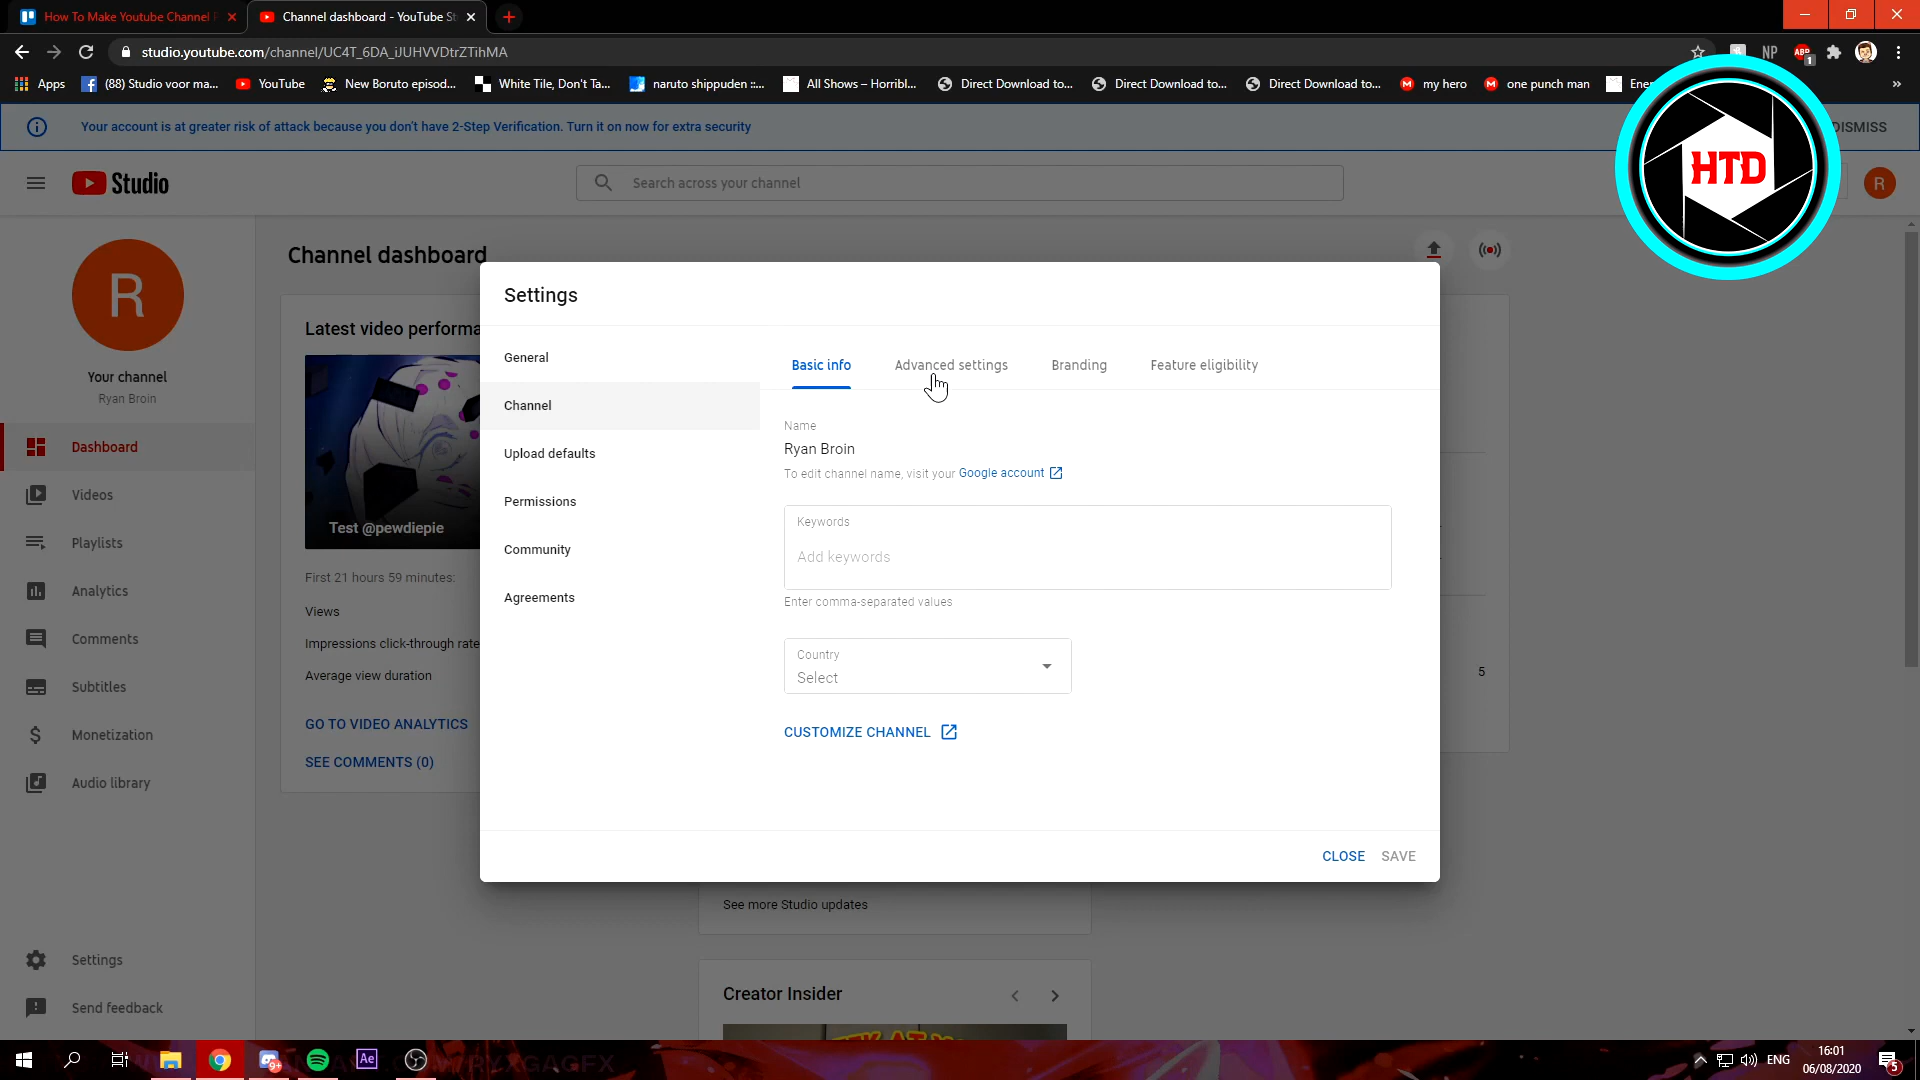 How To Make Youtube Channel
Channel dashboard - YouTube St
studio.youtube.com/channel/UC4T_6DA_iJUHVVDtrZTihMA
NP
ABP
1
Apps
(88) Studio voor ma...
YouTube
New Boruto episod...
White Tile, Don't Ta...
naruto shippuden ::...
All Shows – Horribl...
Direct Download to...
Direct Download to...
Direct Download to...
my hero
one punch man
Your account is at greater risk of attack because you don't have 2-Step Verification. Turn it on now for extra security
DISMISS
HTD
Studio
Search across your channel
R
R
Your channel
Ryan Broin
Dashboard
Videos
Playlists
Analytics
Comments
Subtitles
Monetization
Audio library
Settings
Send feedback
Channel dashboard
Latest video performa
Test @pewdiepie
First 21 hours 59 minutes:
Views
Impressions click-through rate
Average view duration
GO TO VIDEO ANALYTICS
SEE COMMENTS (0)
5
Settings
General
Channel
Upload defaults
Permissions
Community
Agreements
Basic info
Advanced settings
Branding
Feature eligibility
Name
Ryan Broin
To edit channel name, visit your Google account
Keywords
Add keywords
Enter comma-separated values
Country
Select
CUSTOMIZE CHANNEL
CLOSE
SAVE
See more Studio updates
Creator Insider
9+
Ae
ENG
16:01
06/08/2020
5